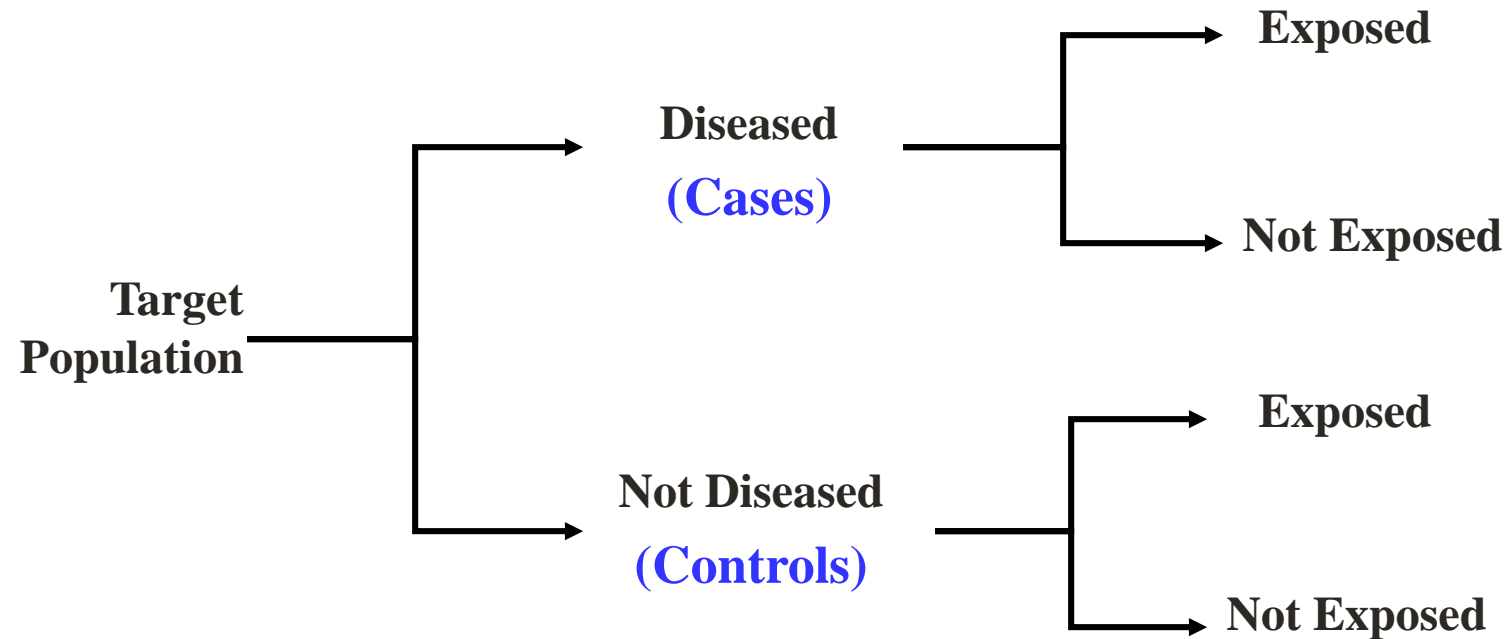 Exposed
Diseased
(Cases)
Not Exposed
Target
Population
Exposed
Not Diseased
(Controls)
Not Exposed